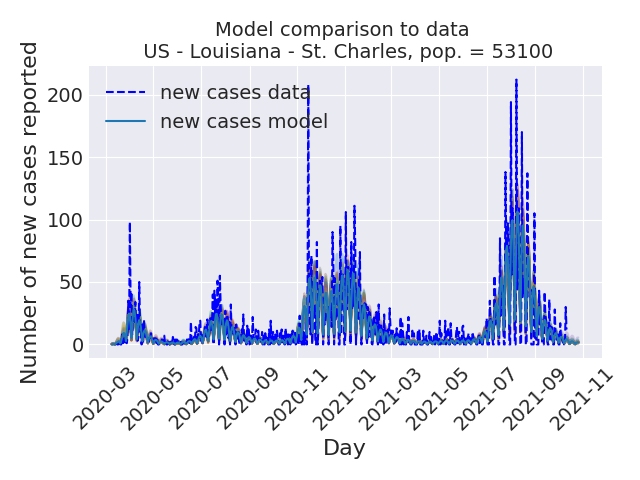 Model comparison to data
US - Louisiana - St. Charles, pop. = 53100
Number of new cases reported
200
150
100
50
0
new cases data
new cases model
2020-03
2020-05
2020-07
2020-09
2020-11
2021-01
2021-03
2021-05
2021-07
2021-09
2021-11
Day